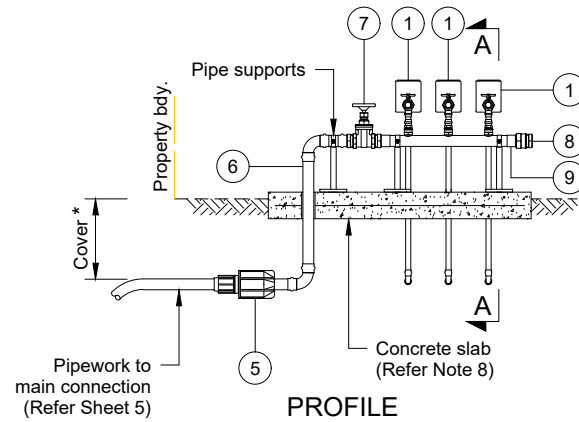 7
1
1
A
Pipe supports
1
Property bdy.
8
6
9
Cover *
A
5
Pipework to
main connection
(Refer Sheet 5)
Concrete slab
(Refer Note 8)
PROFILE